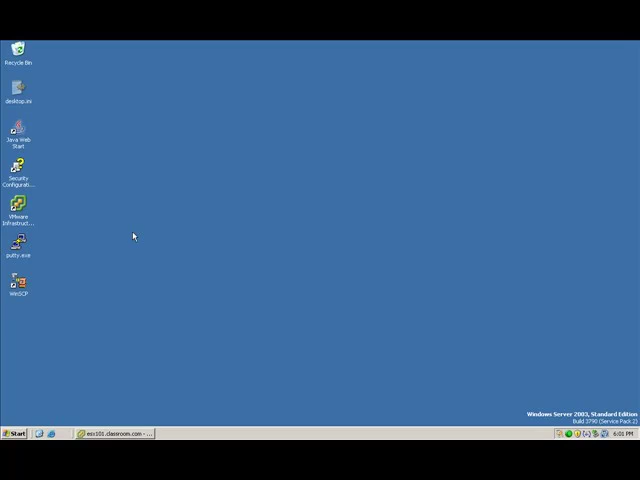 Recycle Bin
desktop.ini
Java Web
Start
Security
Configurati...
VMware
Infrastruct...
putty.exe
WinSCP
Windows Server 2003, Standard Edition
Build 3790 (Service Pack 2)
Start
esx101.classroom.com - ...
6:01 PM